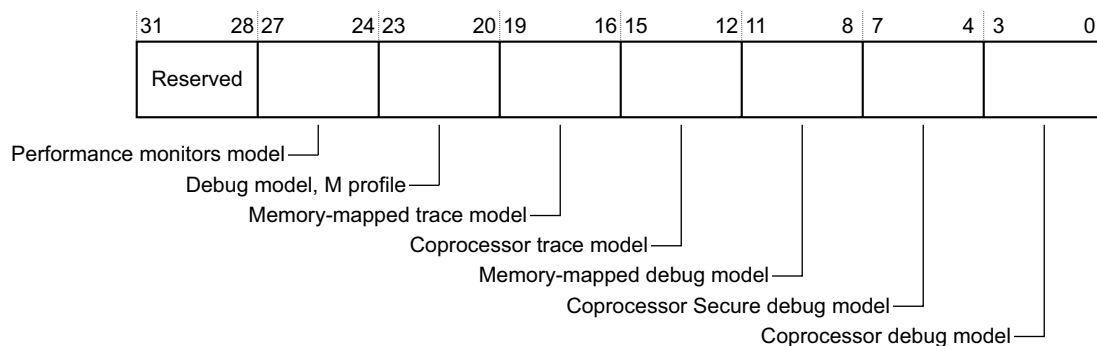 31 28 27 24 23 20 19 16 15 12 11 8 7 4 3 0
Reserved
Performance monitors model
Debug model, M profile
Memory-mapped trace model
Coprocessor trace model
Memory-mapped debug model
Coprocessor Secure debug model
Coprocessor debug model